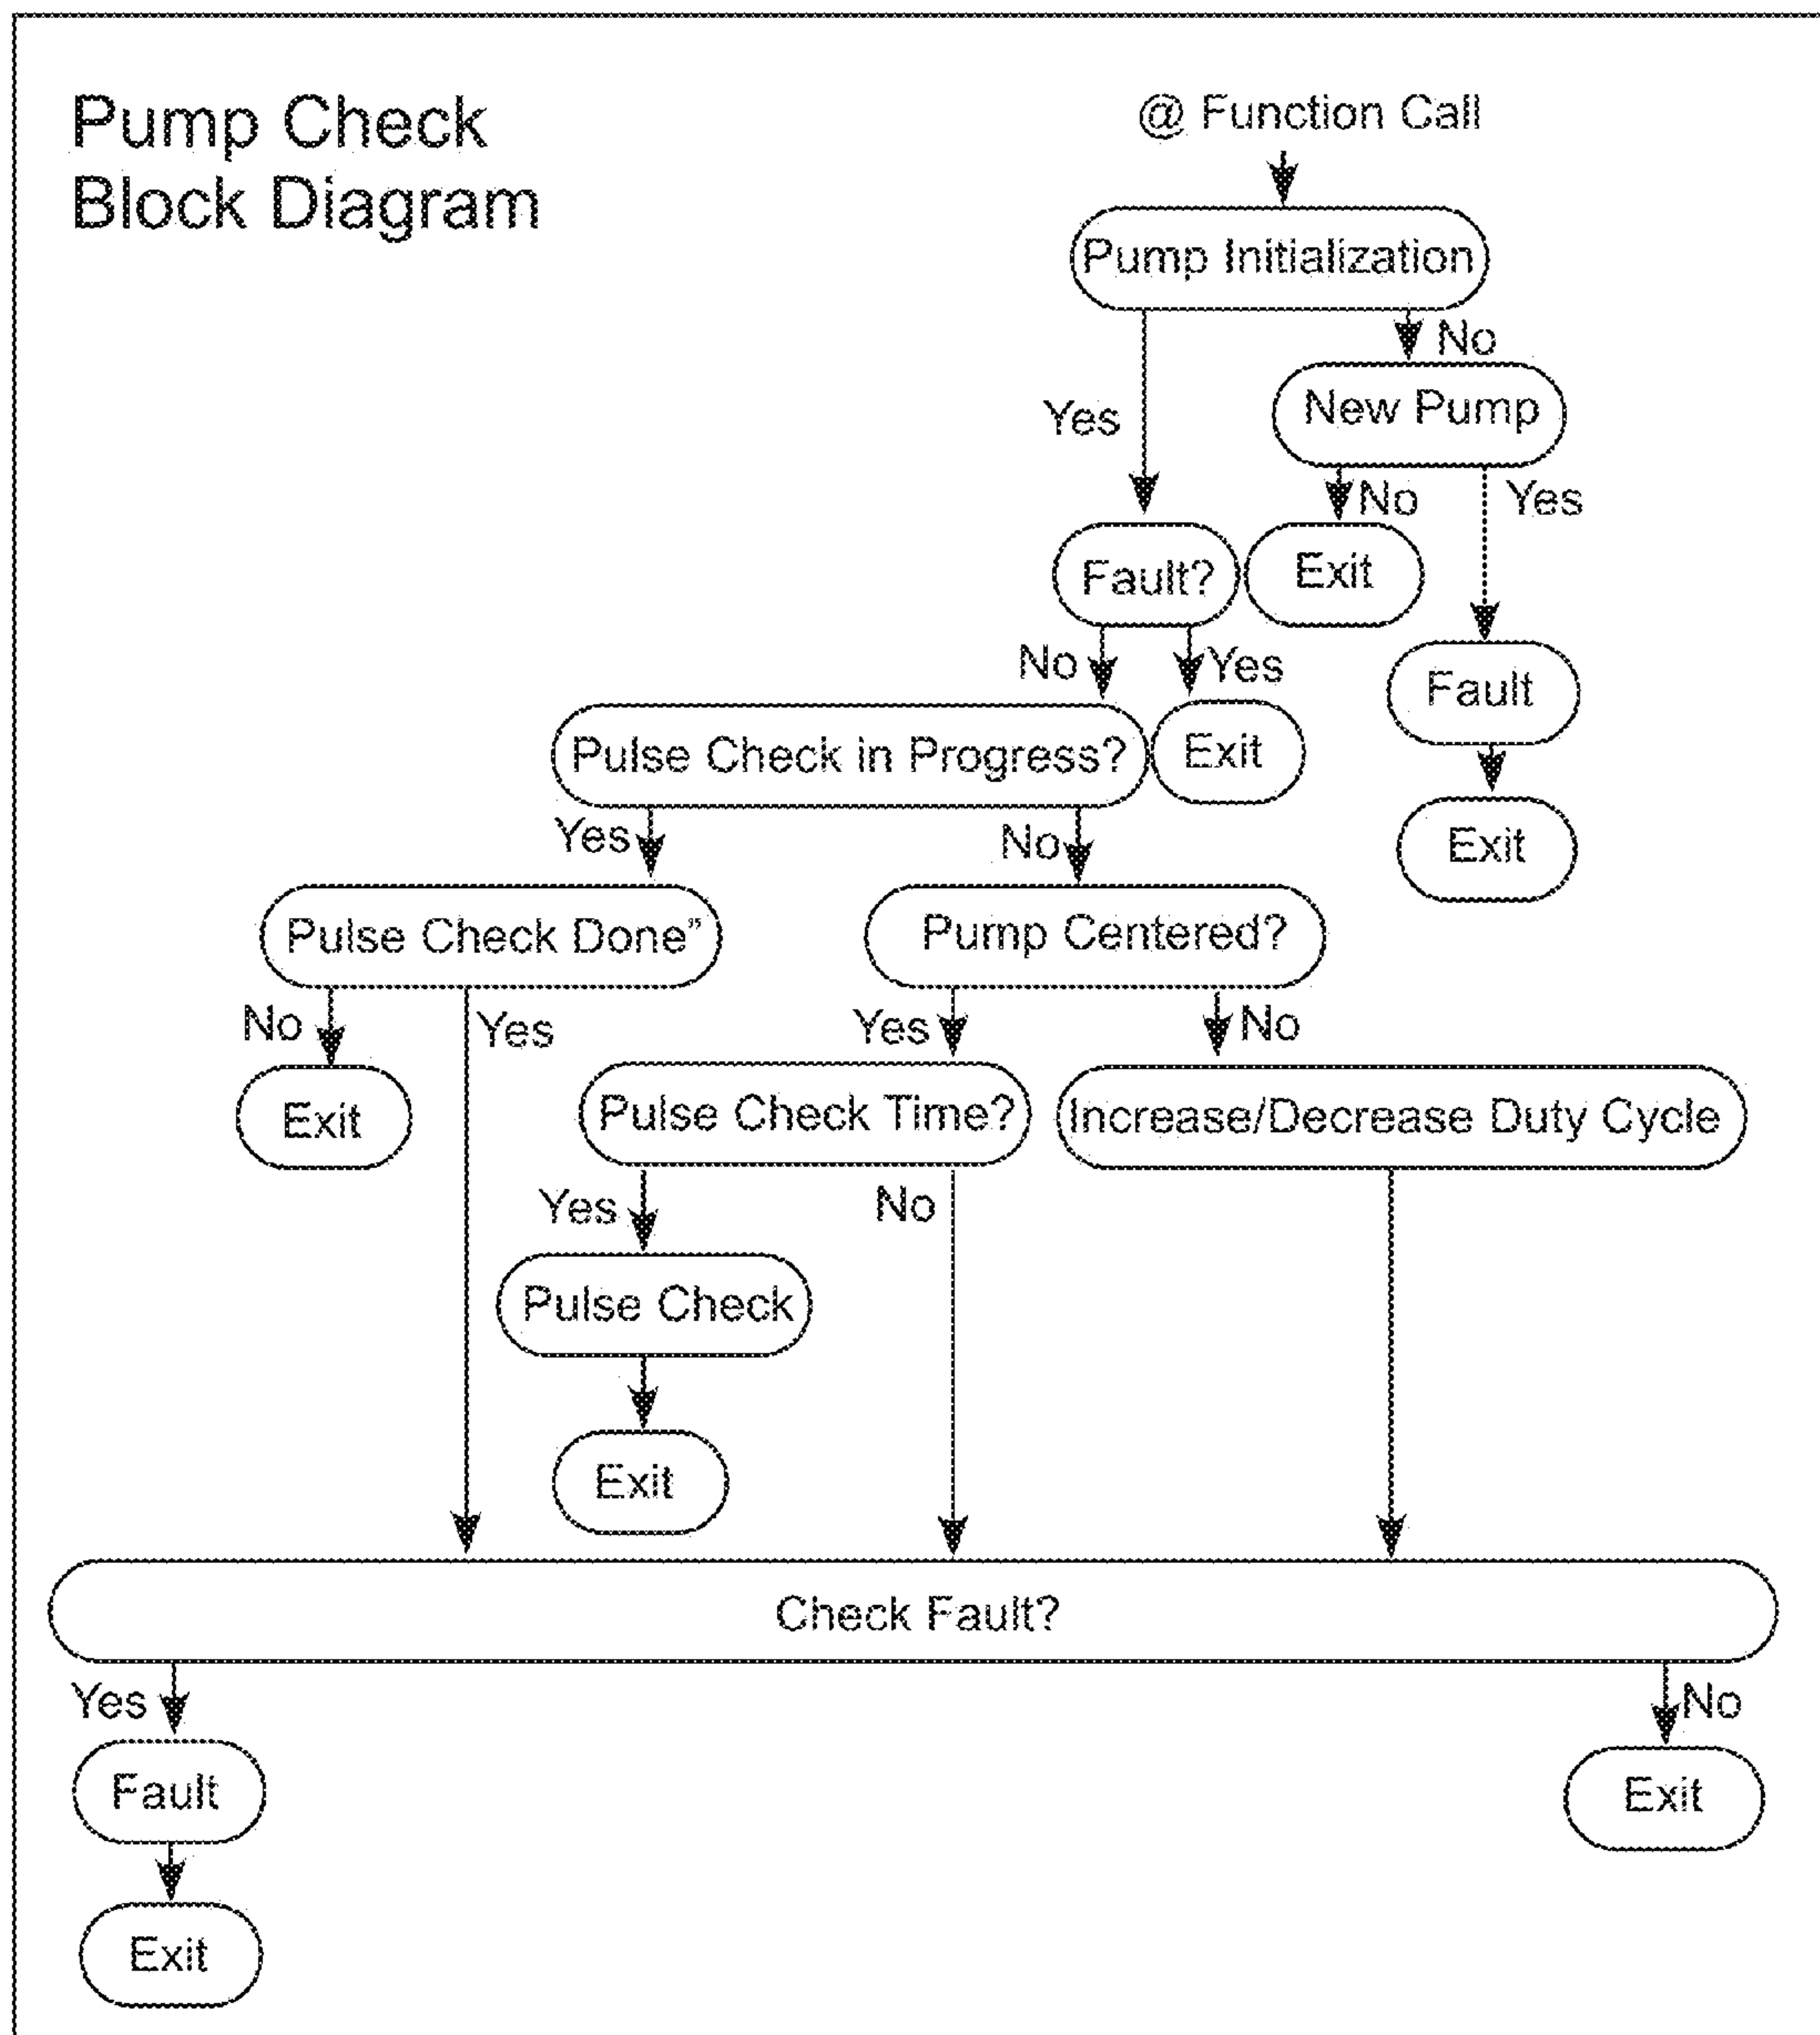 Pump Check
Block Diagram
@ Function Call
Pump Initialization
No
Yes
New Pump
No
Yes
Fault?
Exit
No
Yes
Fault
Pulse Check in Progress?
Exit
Yes
No
Exit
Pulse Check Done”
Pump Centered?
No
Yes
Yes
No
Exit
Pulse Check Time?
Increase/Decrease Duty Cycle
Yes
No
Pulse Check
Exit
Check Fault?
Yes
No
Fault
Exit
Exit